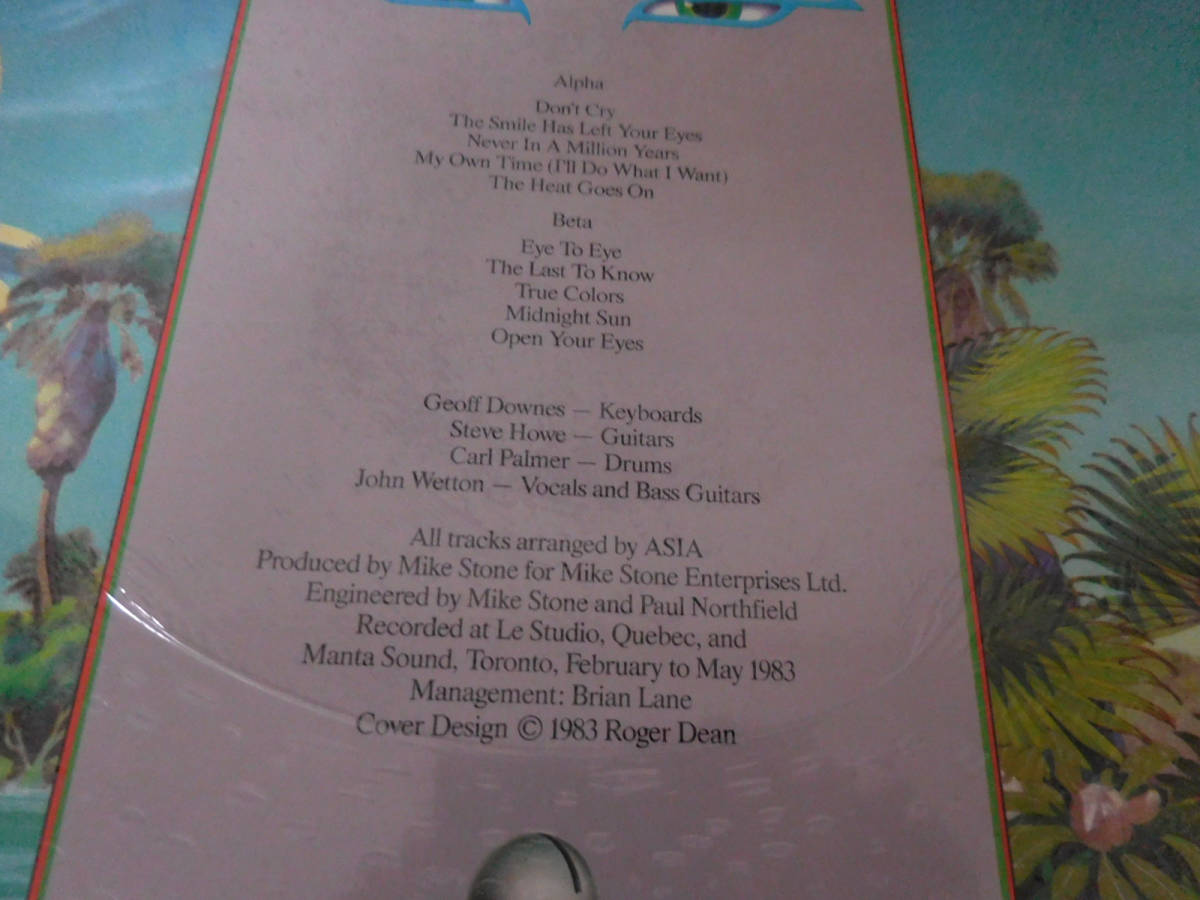 Alpha
Don't Cry
The Smile Has Left Your Eyes
Never In A Million Years
My Own Time (I'll Do What I Want)
The Heat Goes On
Beta
Eye To Eye
The Last To Know
True Colors
Midnight Sun
Open Your Eyes
Geoff Downes — Keyboards
Steve Howe — Guitars
Carl Palmer — Drums
John Wetton — Vocals and Bass Guitars
All tracks arranged by ASIA
Produced by Mike Stone for Mike Stone Enterprises Ltd.
Engineered by Mike Stone and Paul Northfield
Recorded at Le Studio, Quebec, and
Manta Sound, Toronto, February to May 1983
Management: Brian Lane
Cover Design © 1983 Roger Dean